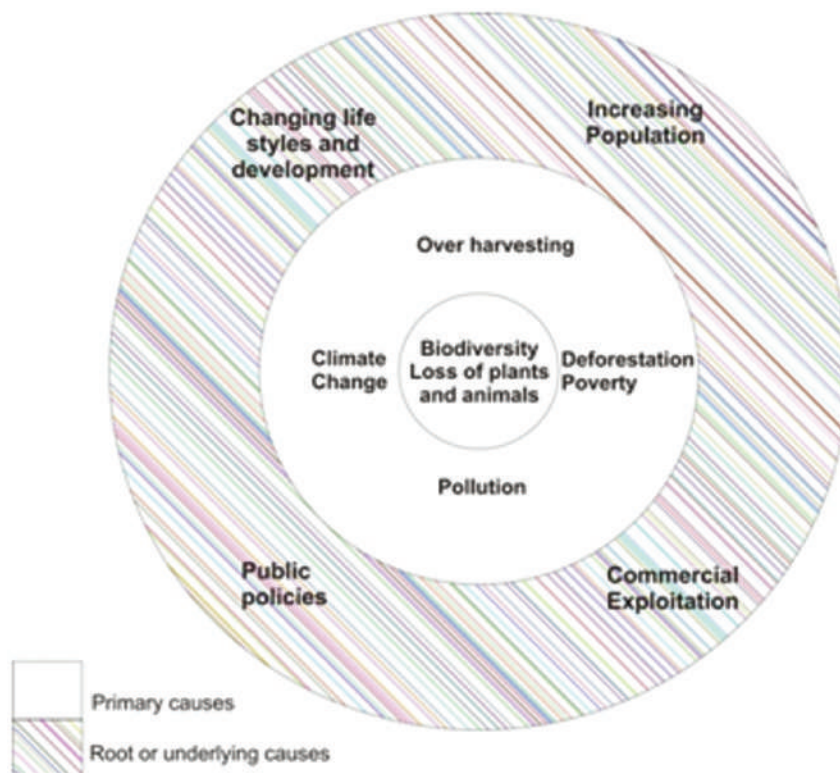 Changing life
styles and
development
Increasing
Population
Over harvesting
Climate
Change
Biodiversity
Loss of plants
and animals
Deforestation
Poverty
Pollution
Public
policies
Commercial
Exploitation
Primary causes
Root or underlying causes